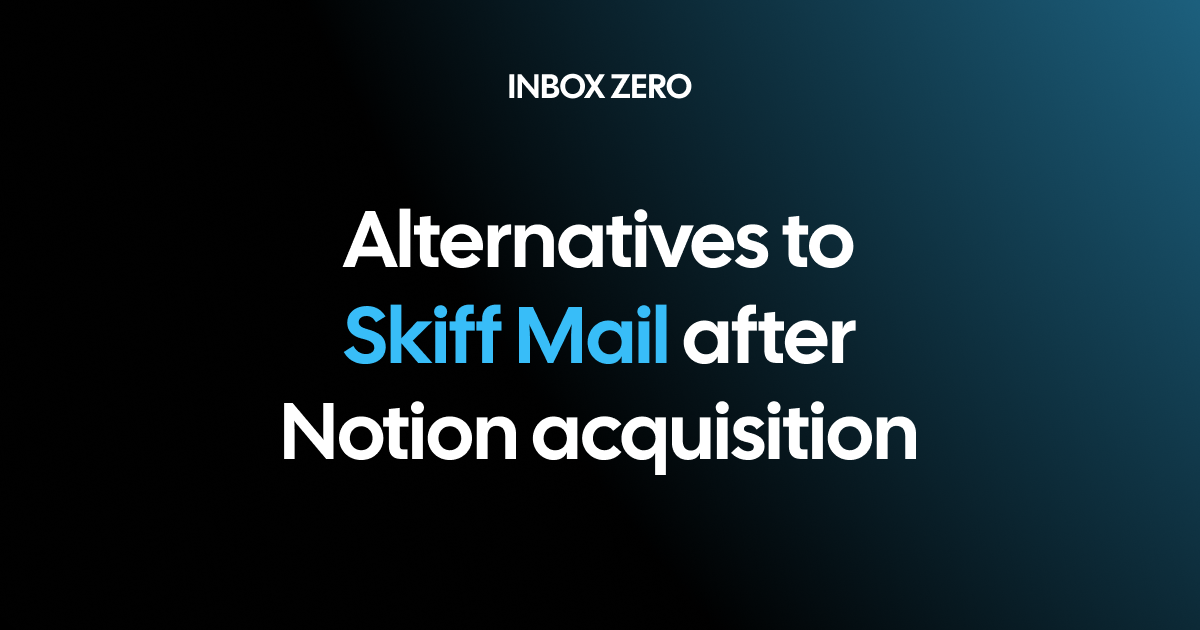 INBOX ZERO
Alternatives to
Skiff Mail after
Notion acquisition